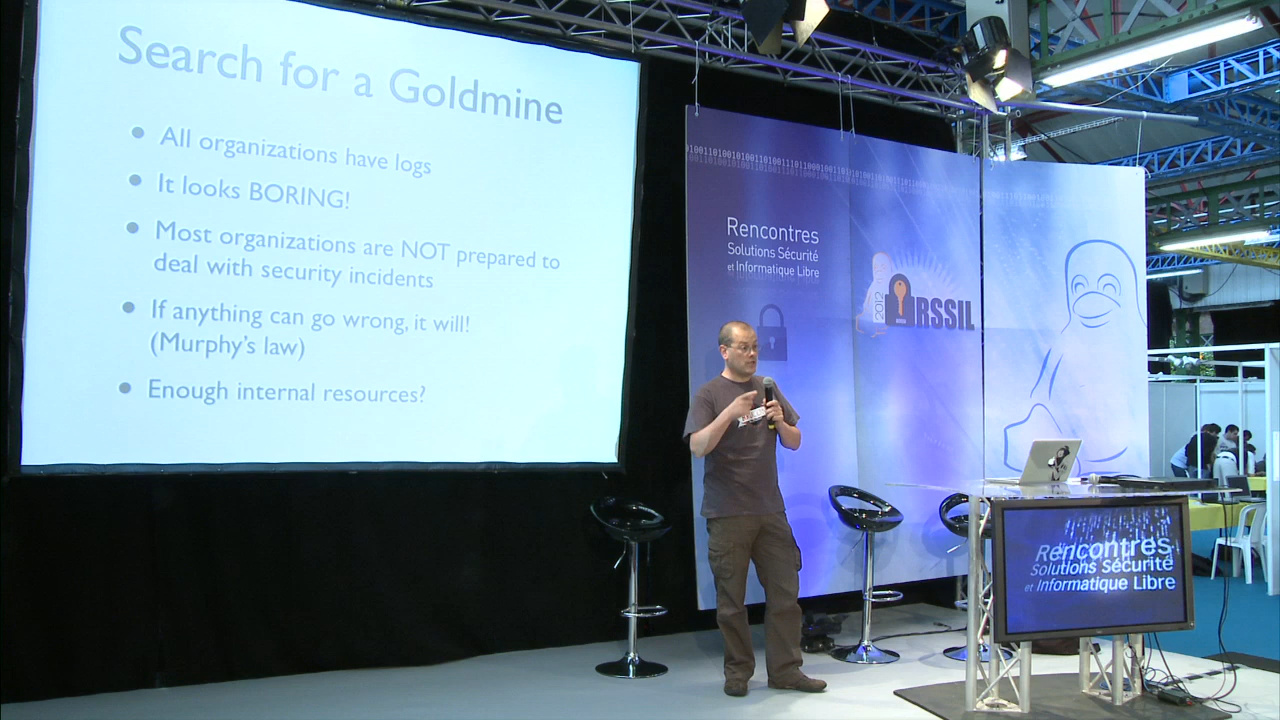 Search for a Goldmine
All organizations have logs
It looks BORING!
Most organizations are NOT prepared to
deal with security incidents
If anything can go wrong, it will!
(Murphy's law)
Enough internal resources?
Rencontres
Solutions Sécurité
et Informatique Libre
2012
RSSIL
Rencontres
Solutions Sécurité
et Informatique Libre